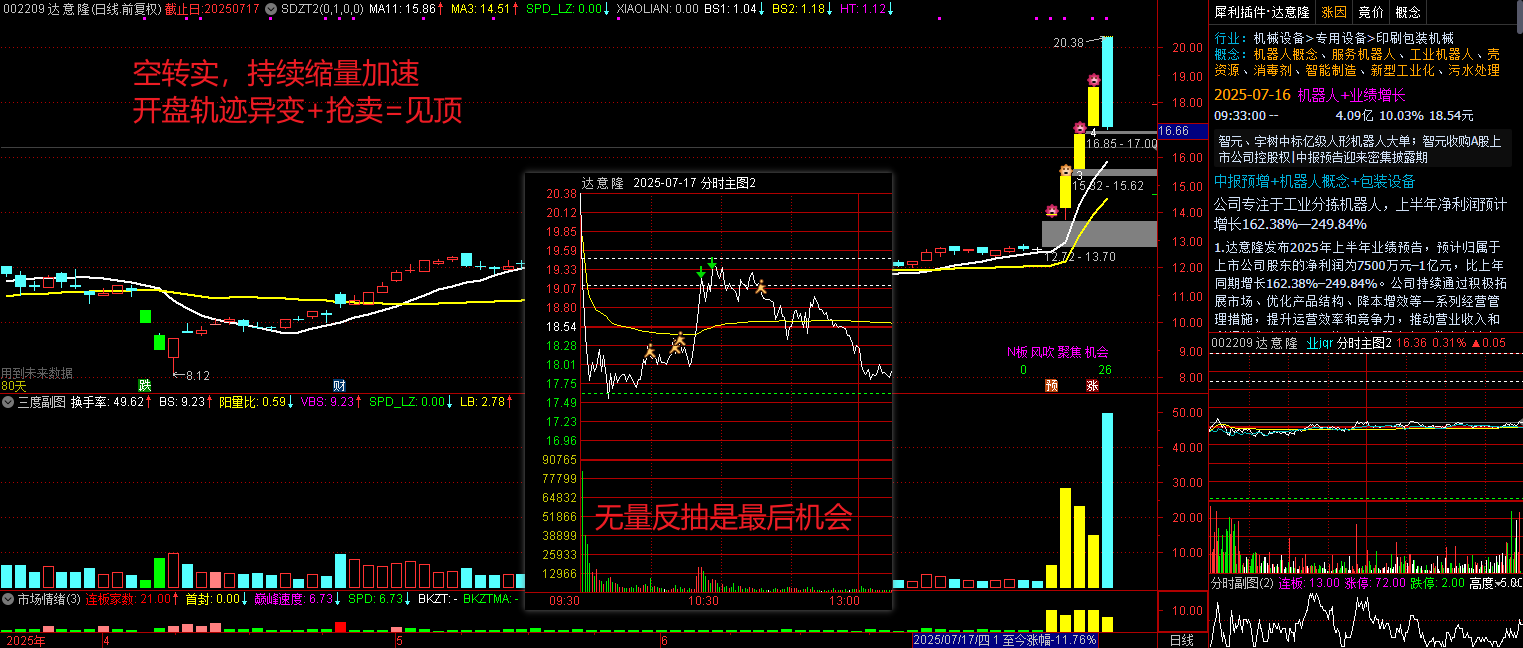 002209 达意隆(日线.前复权) 截止日:20250717 SDZT2(0,1,0,0) MA11: 15.86↑ MA3: 14.51↑ SPD_LZ: 0.00↓ XIAOLIAN: 0.00 BS1: 1.04↓ BS2: 1.18↓ HT: 1.12↓
空转实，持续缩量加速
开盘轨迹异变+抢卖=见顶
20.38
20.00
19.00
18.00
16.66
16.00
15.00
14.00
13.00
12.00
11.00
10.00
9.00
8.00
4
16.85 - 17.00
3
15.32 - 15.62
12.72 - 13.70
←8.12
用到未来数据
80天
跌
财
N板 风吹 聚焦 机会
0
26
预
涨
达意隆 2025-07-17 分时主图2
20.38
20.12
19.85
19.59
19.33
19.07
18.80
18.54
18.28
18.01
17.75
17.49
17.23
16.96
90765
77799
64832
51866
38899
25933
12966
无量反抽是最后机会
09:30
10:30
13:00
三度副图 换手率: 49.62↑ BS: 9.23↑ 阳量比: 0.59↓ VBS: 9.23↑ SPD_LZ: 0.00↓ LB: 2.78↑
50.00
40.00
30.00
20.00
10.00
市场情绪(3) 连板家数: 21.00↑ 首封: 0.00↓ 巅峰速度: 6.73↓ SPD: 6.73↓ BKZT: - BKZTMA: -
10.00
2025年
4
5
6
2025/07/17/四 1 至今涨幅-11.76%
日线
犀利插件·达意隆 涨因 竞价 概念
行业: 机械设备>专用设备>印刷包装机械
概念: 机器人概念、服务机器人、工业机器人、壳
资源、消毒剂、智能制造、新型工业化、污水处理
2025-07-16 机器人+业绩增长
09:33:00 -- 4.09亿 10.03% 18.54元
智元、宇树中标亿级人形机器人大单；智元收购A股上
市公司控股权|中报预告迎来密集披露期
中报预增+机器人概念+包装设备
公司专注于工业分拣机器人，上半年净利润预计
增长162.38%—249.84%
1.达意隆发布2025年上半年业绩预告，预计归属于
上市公司股东的净利润为7500万元–1亿元，比上年
同期增长162.38%—249.84%。公司持续通过积极拓
展市场、优化产品结构、降本增效等一系列经营管
理措施，提升运营效率和竞争力，推动营业收入和
002209 达意隆 业jqr 分时主图2 16.36 0.31% ▲0.05
分时副图(2) 连板: 13.00 涨停: 72.00 跌停: 2.00 高度